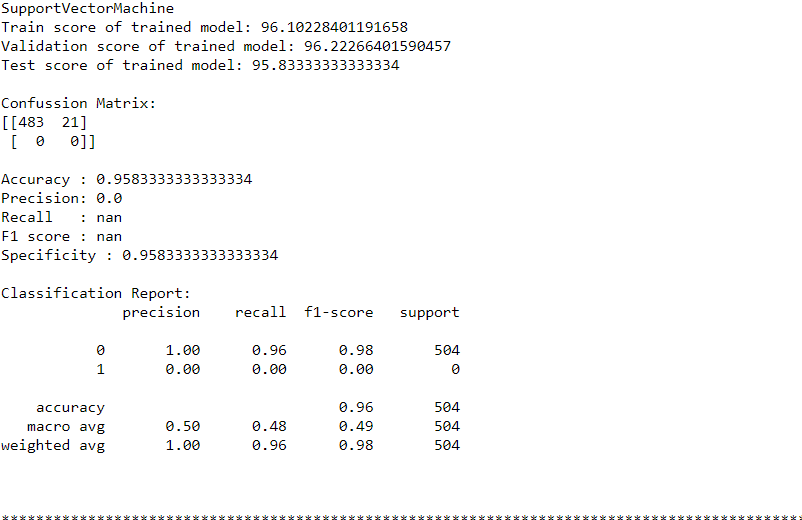 SupportVectorMachine
Train score of trained model: 96.10228401191658
Validation score of trained model: 96.22266401590457
Test score of trained model: 95.83333333333334
Confussion Matrix:
[[483  21]
 [  0   0]]
Accuracy : 0.9583333333333334
Precision: 0.0
Recall   : nan
F1 score : nan
Specificity : 0.9583333333333334
Classification Report:
              precision    recall  f1-score   support
           0       1.00      0.96      0.98       504
           1       0.00      0.00      0.00         0
    accuracy                           0.96       504
   macro avg       0.50      0.48      0.49       504
weighted avg       1.00      0.96      0.98       504
*********************************************************************************************